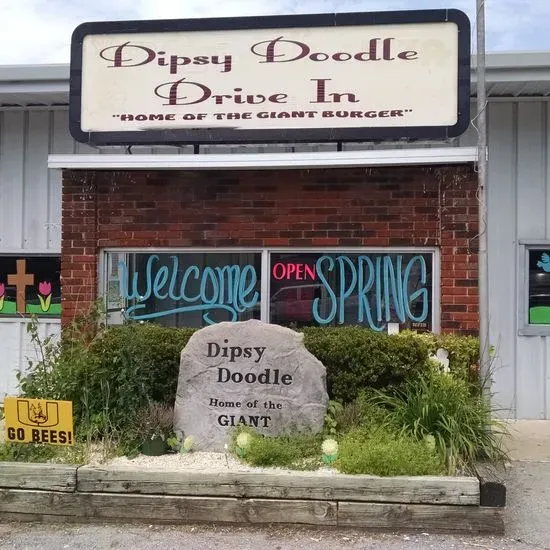 Dipsy Doodle
Drive In
"HOME OF THE GIANT BURGER"
Welcome
OPEN
SPRING
Dipsy
Doodle
Home of the
GIANT
U
GO BEES!